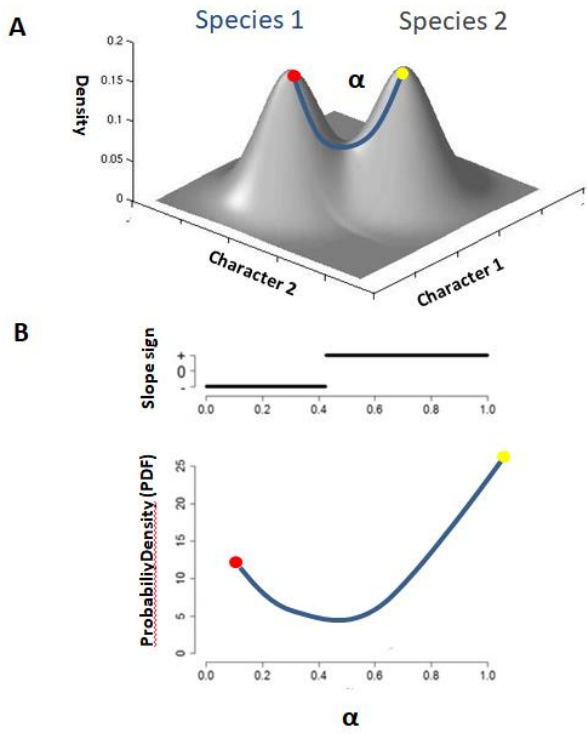 A
Species 1 Species 2
α
0.2
0.15
0.1
0.05
0
Density
Character 2
Character 1
B
Slope sign
+
0
-
0.0 0.2 0.4 0.6 0.8 1.0
ProbabiliyDensity (PDF)
25
20
15
10
5
0
0.0 0.2 0.4 0.6 0.8 1.0
α